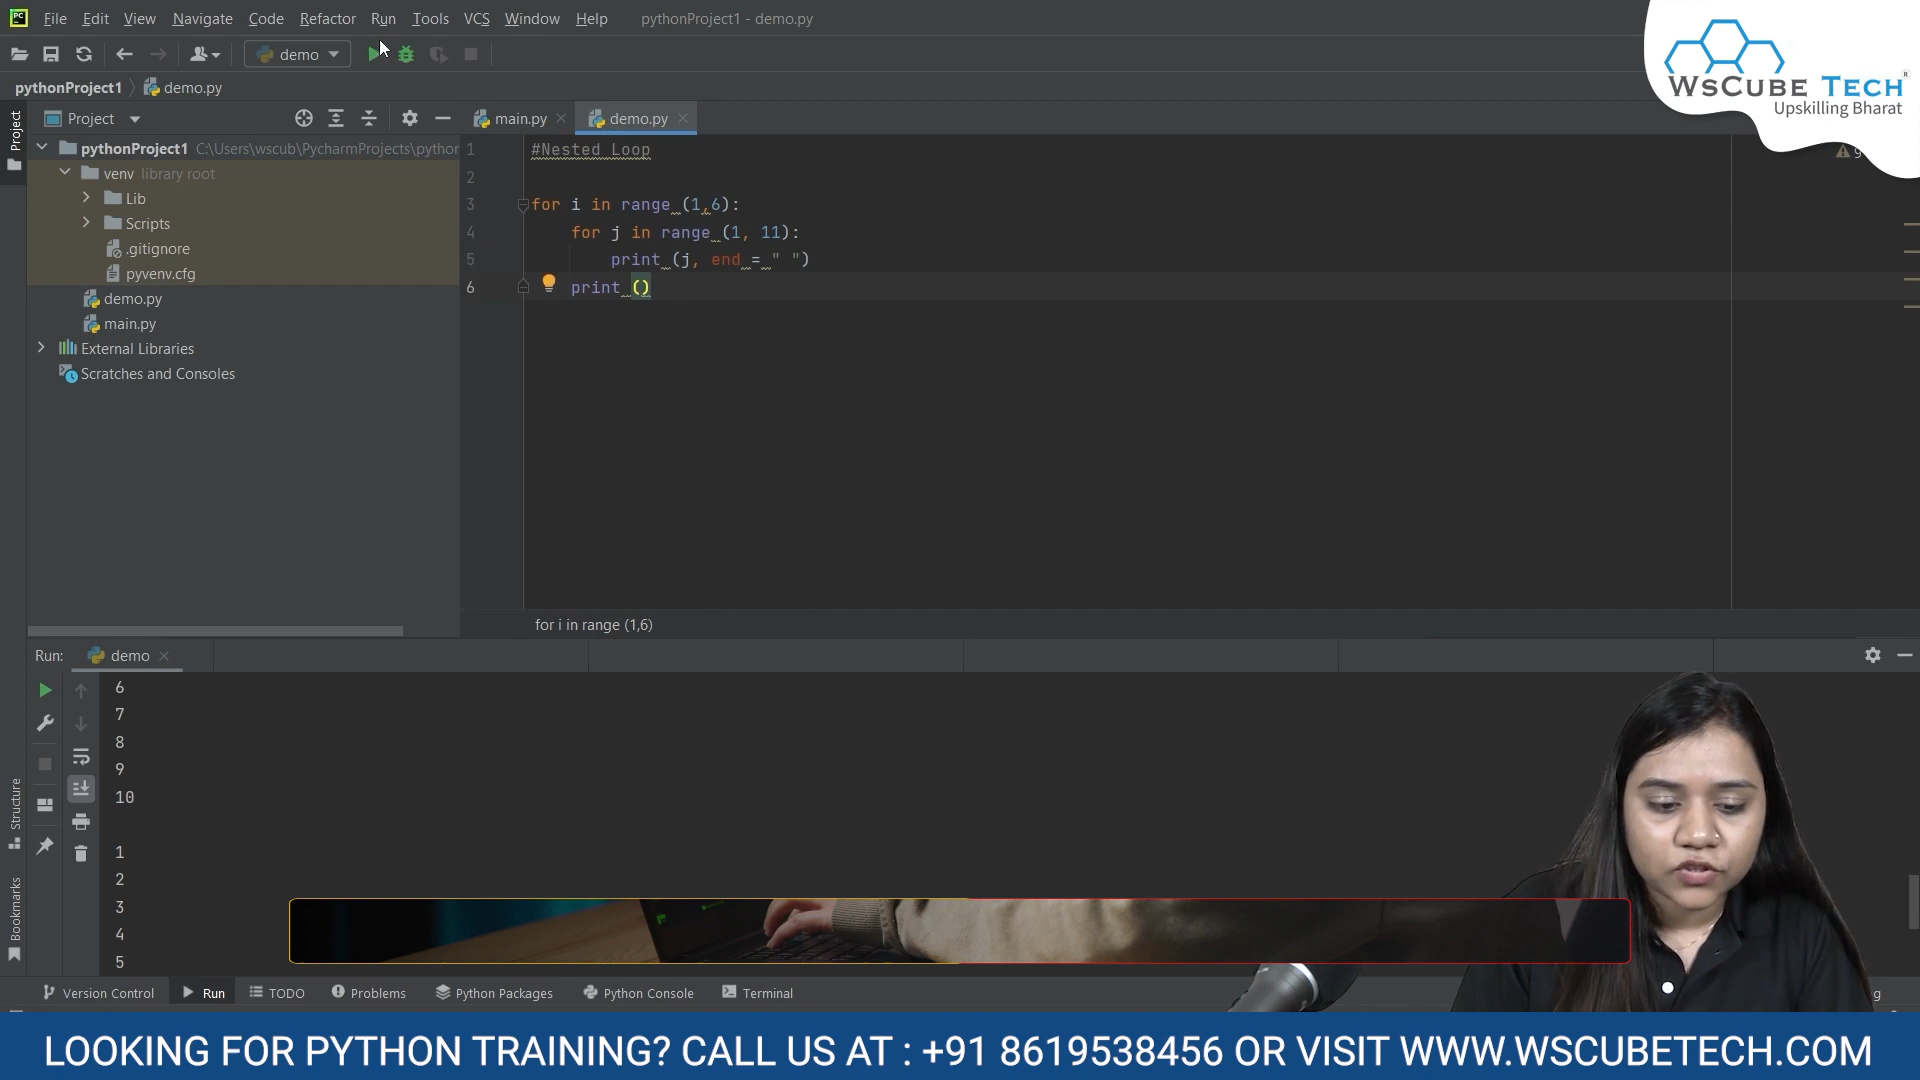 File Edit View Navigate Code Refactor Run Tools VCS Window Help pythonProject1 - demo.py
demo
WsCube Tech
Upskilling Bharat
pythonProject1 demo.py
Project
Project
main.py demo.py
pythonProject1 C:\Users\wscub\PycharmProjects\python
venv library root
Lib
Scripts
.gitignore
pyvenv.cfg
demo.py
main.py
External Libraries
Scratches and Consoles
1 #Nested Loop
2
3 for i in range (1,6):
4 for j in range (1, 11):
5 print (j, end = " ")
6 print ()
for i in range (1,6)
Run: demo
6
7
8
9
10
1
2
3
4
5
Structure
Bookmarks
Version Control Run TODO Problems Python Packages Python Console Terminal
LOOKING FOR PYTHON TRAINING? CALL US AT : +91 8619538456 OR VISIT WWW.WSCUBETECH.COM